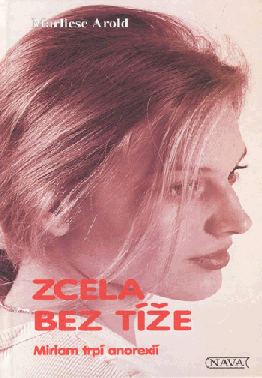 Marliese Arold
ZCELA
BEZ TÍŽE
Miriam trpí anorexií
NAVA